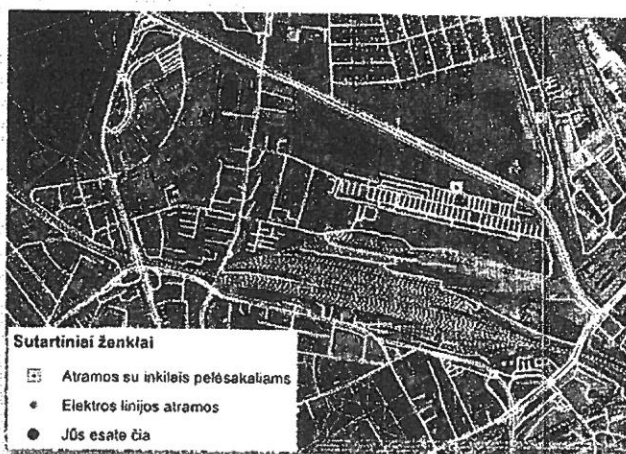 Sutartiniai ženklai
Atramos su inkilais pelėsakaliams
Elektros linijos atramos
Jūs esate čia